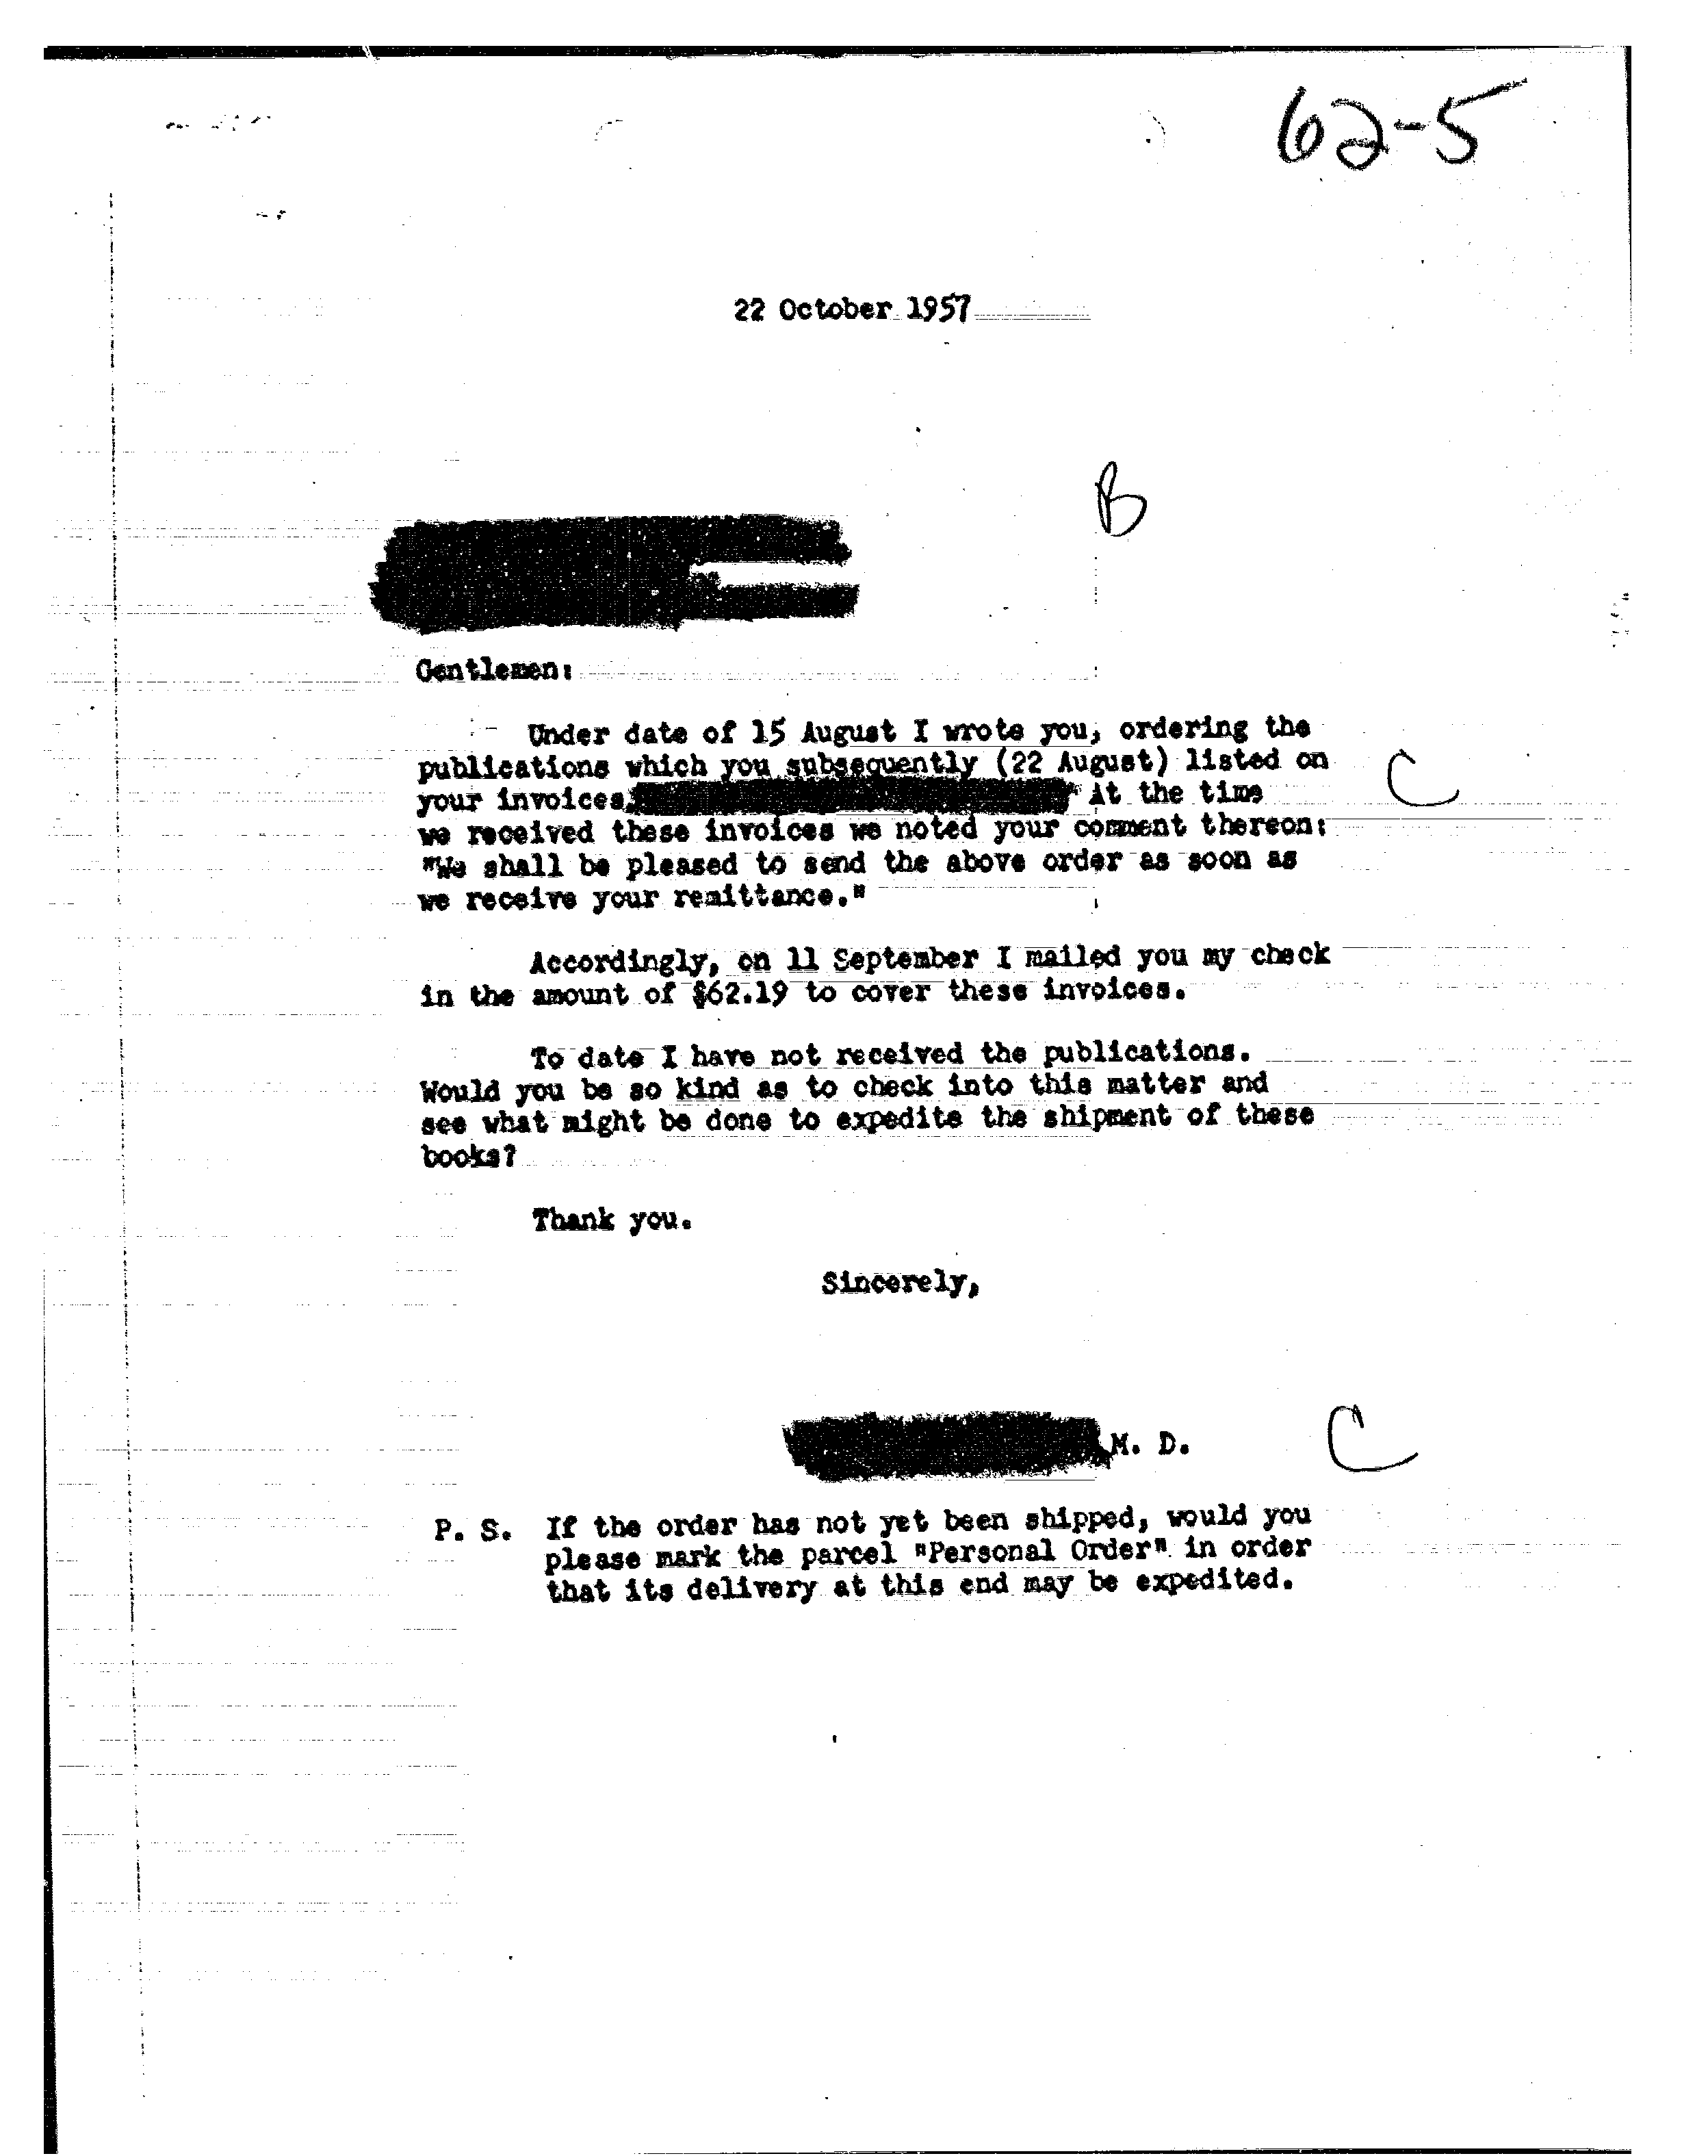 62-5
22 October 1957
B
Gentlemen:
Under date of 15 August I wrote you, ordering the
publications which you subsequently (22 August) listed on
your invoices. At the time
C
we received these invoices we noted your comment thereon:
"We shall be pleased to send the above order as soon as
we receive your remittance."
Accordingly, on 11 September I mailed you my check
in the amount of $62.19 to cover these invoices.
To date I have not received the publications.
Would you be so kind as to check into this matter and
see what might be done to expedite the shipment of these
books?
Thank you.
Sincerely,
M. D.
C
P. S. If the order has not yet been shipped, would you
please mark the parcel "Personal Order" in order
that its delivery at this end may be expedited.